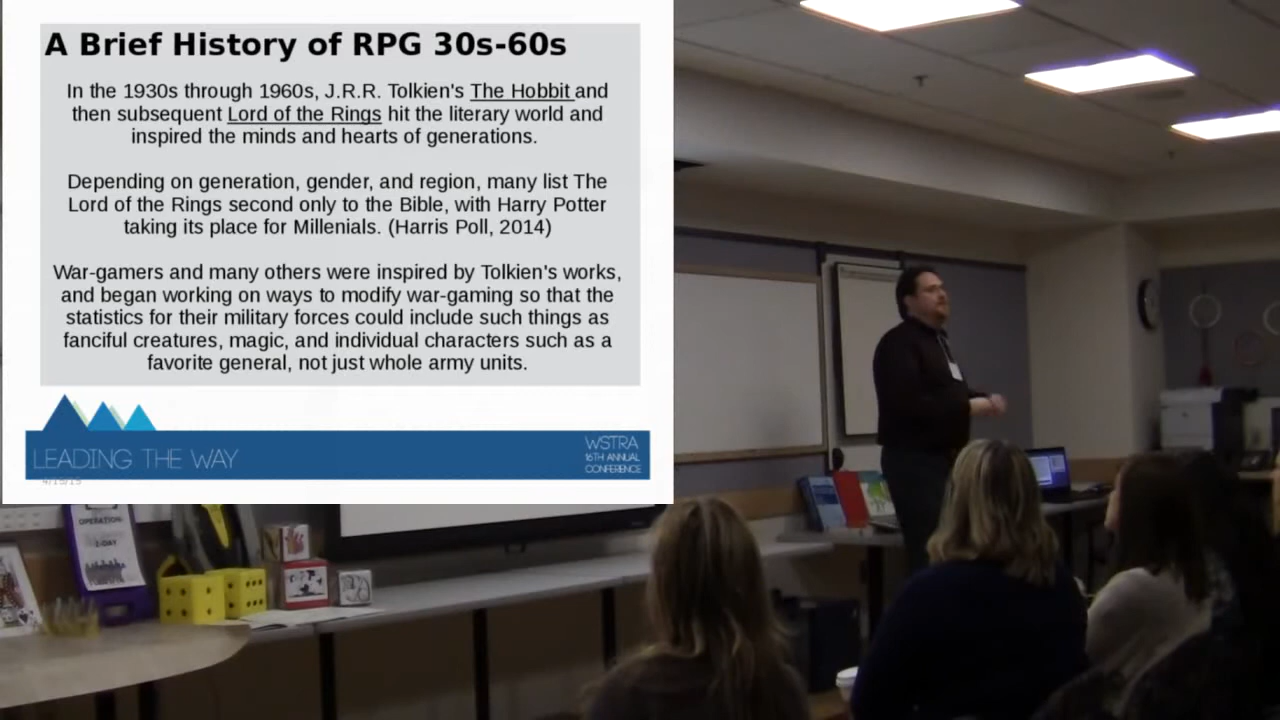 A Brief History of RPG 30s-60s
In the 1930s through 1960s, J.R.R. Tolkien's The Hobbit and
then subsequent Lord of the Rings hit the literary world and
inspired the minds and hearts of generations.
Depending on generation, gender, and region, many list The
Lord of the Rings second only to the Bible, with Harry Potter
taking its place for Millenials. (Harris Poll, 2014)
War-gamers and many others were inspired by Tolkien's works,
and began working on ways to modify war-gaming so that the
statistics for their military forces could include such things as
fanciful creatures, magic, and individual characters such as a
favorite general, not just whole army units.
LEADING THE WAY
WSTRA
16TH ANNUAL
CONFERENCE
4/15/15
OPERATION: